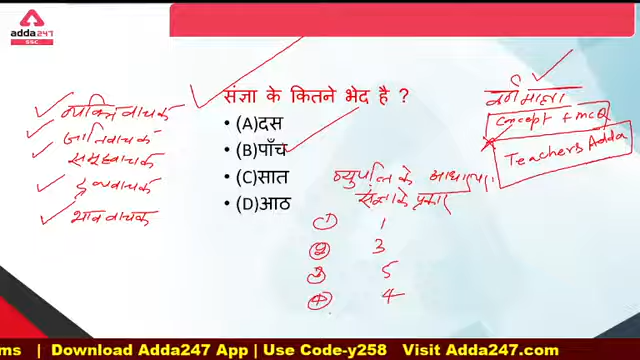 adda247
SSC
संज्ञा के कितने भेद है ?
व्यक्तिवाचक
जातिवाचक
समूहवाचक
द्रव्यवाचक
भाववाचक
• (A)दस
• (B)पाँच
• (C)सात
• (D)आठ
वर्णमाला
Concept + MCQ
Teachers Adda
व्युत्पत्ति के आधार पर
संज्ञा के प्रकार
① 1
② 3
③ 5
④ 4
ms | Download Adda247 App | Use Code-y258 Visit Adda247.com